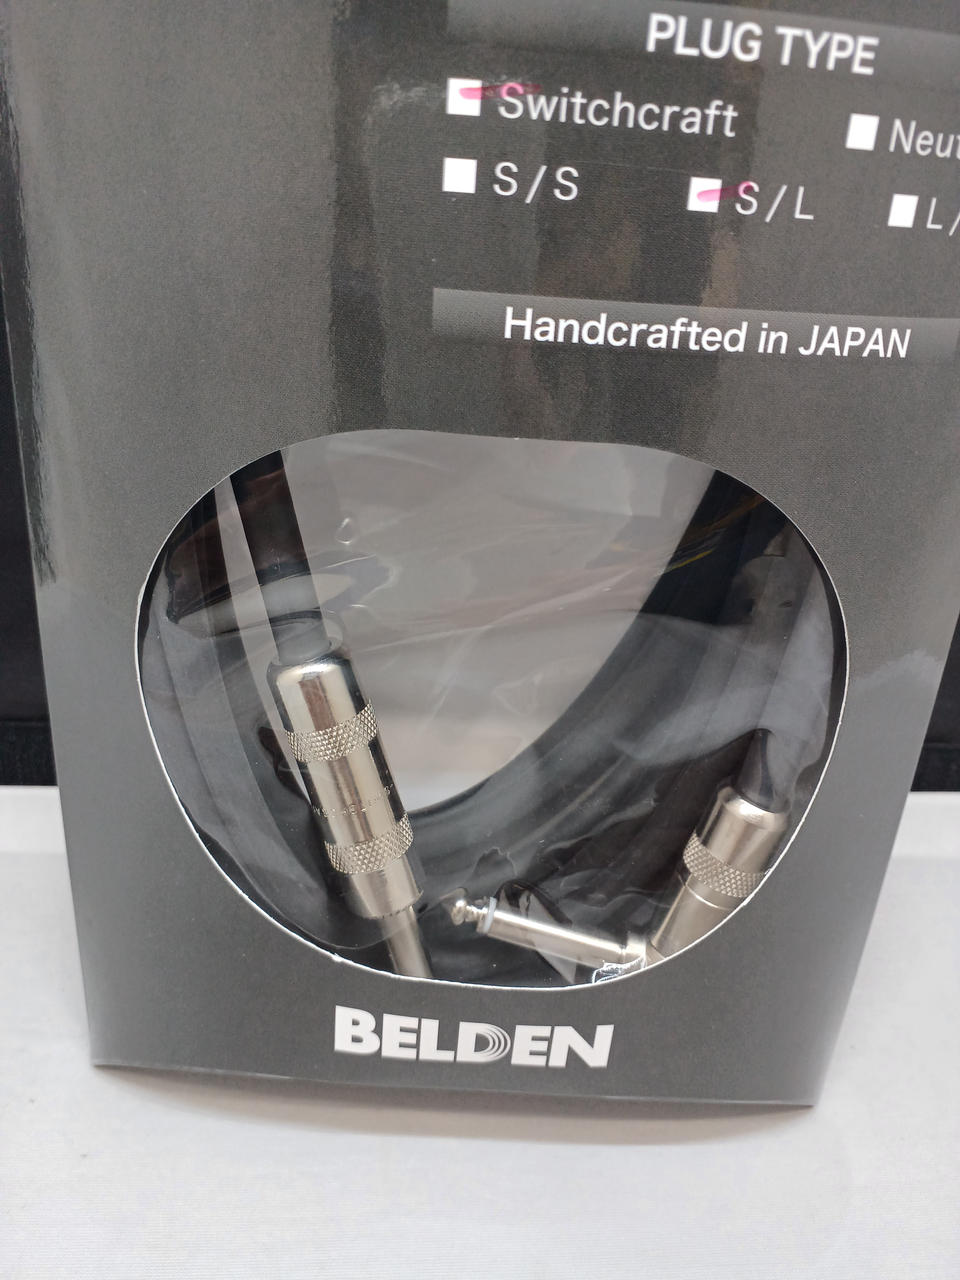 PLUG TYPE
Switchcraft
S/S S/L
Handcrafted in JAPAN
BELDEN